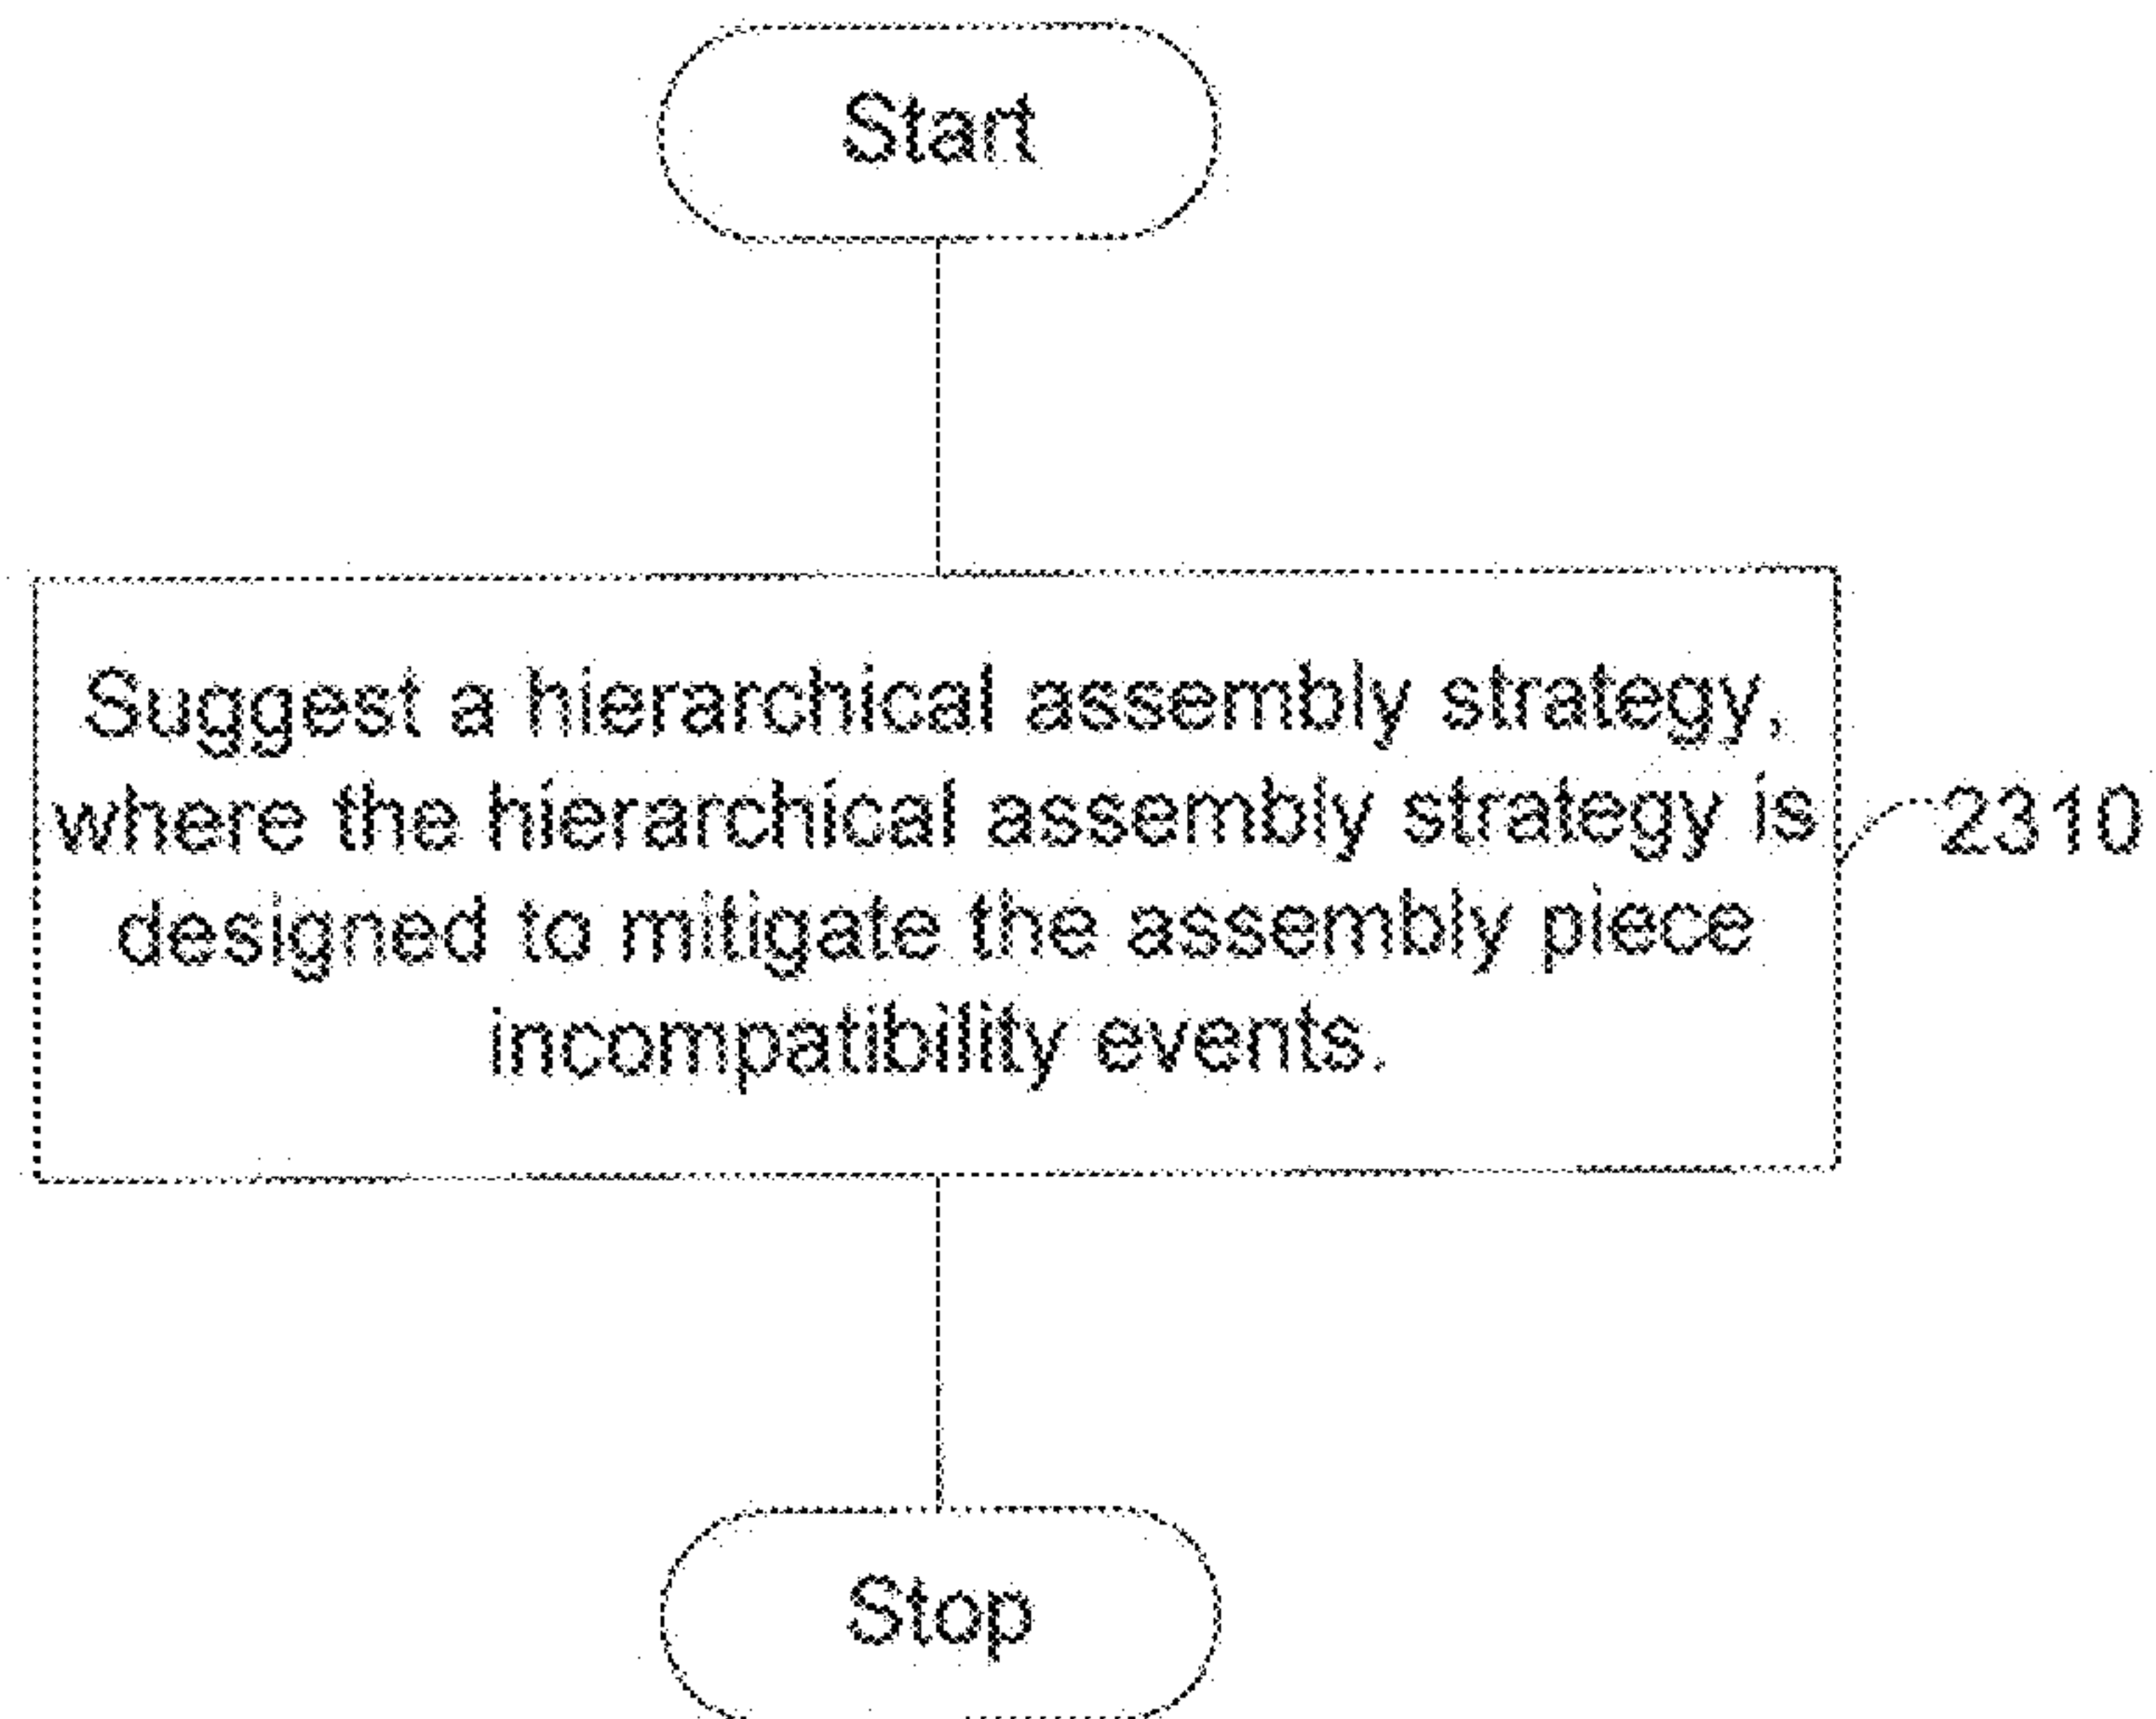 Start
Suggest a hierarchical assembly strategy,
where the hierarchical assembly strategy is
designed to mitigate the assembly piece
incompatibility events.
2310
Stop